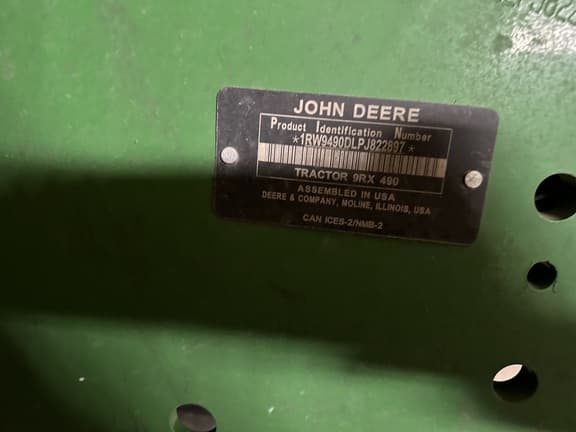 JOHN DEERE
Product Identification Number
*1RW9490DLPJ822897*
TRACTOR 9RX 490
ASSEMBLED IN USA
DEERE & COMPANY, MOLINE, ILLINOIS, USA
CAN ICES-2/NMB-2